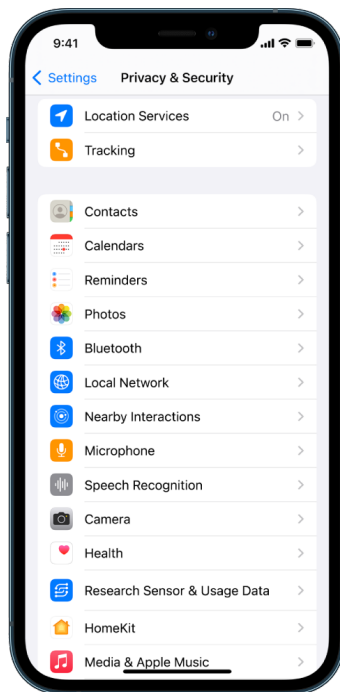 9:41
Settings Privacy & Security
Location Services On
Tracking
Contacts
Calendars
Reminders
Photos
Bluetooth
Local Network
Nearby Interactions
Microphone
Speech Recognition
Camera
Health
Research Sensor & Usage Data
HomeKit
Media & Apple Music